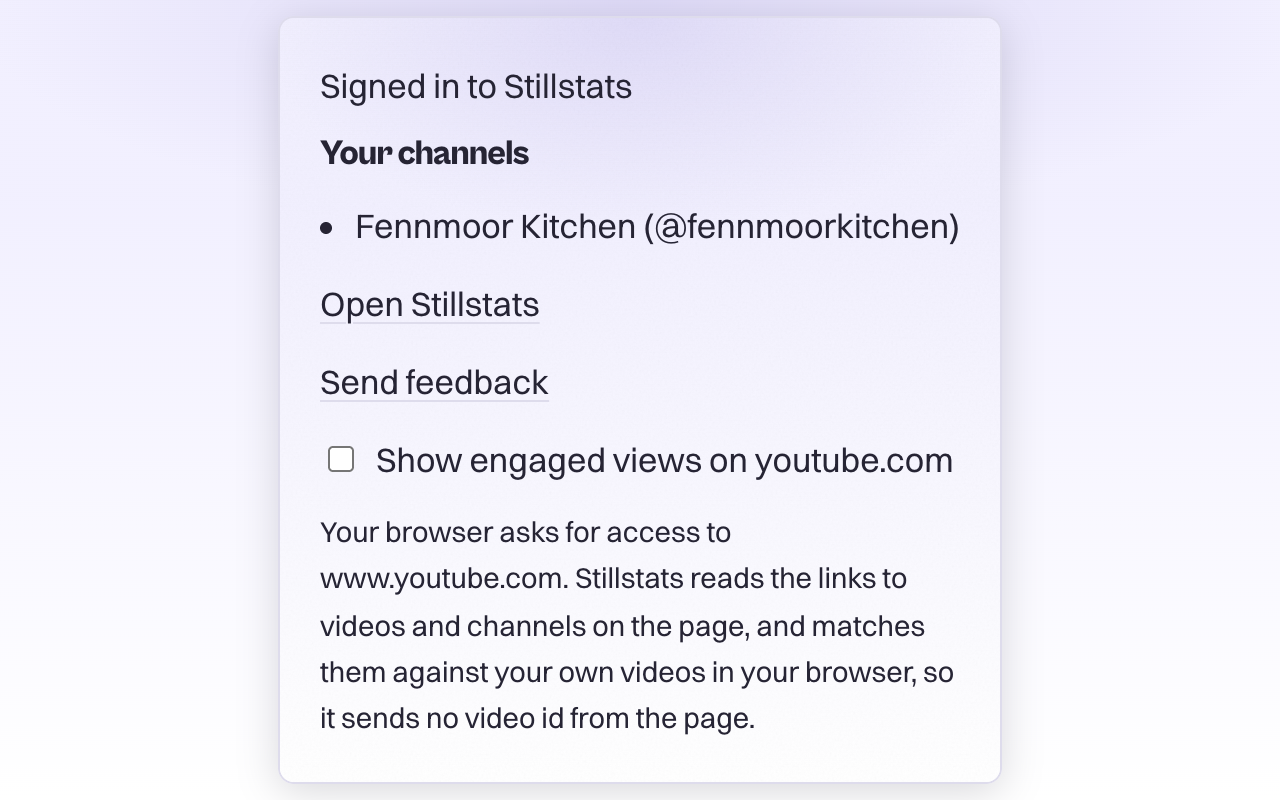 Signed in to Stillstats
Your channels
• Fennmoor Kitchen (@fennmoorkitchen)
Open Stillstats
Send feedback
Show engaged views on youtube.com
Your browser asks for access to
www.youtube.com. Stillstats reads the links to
videos and channels on the page, and matches
them against your own videos in your browser, so
it sends no video id from the page.